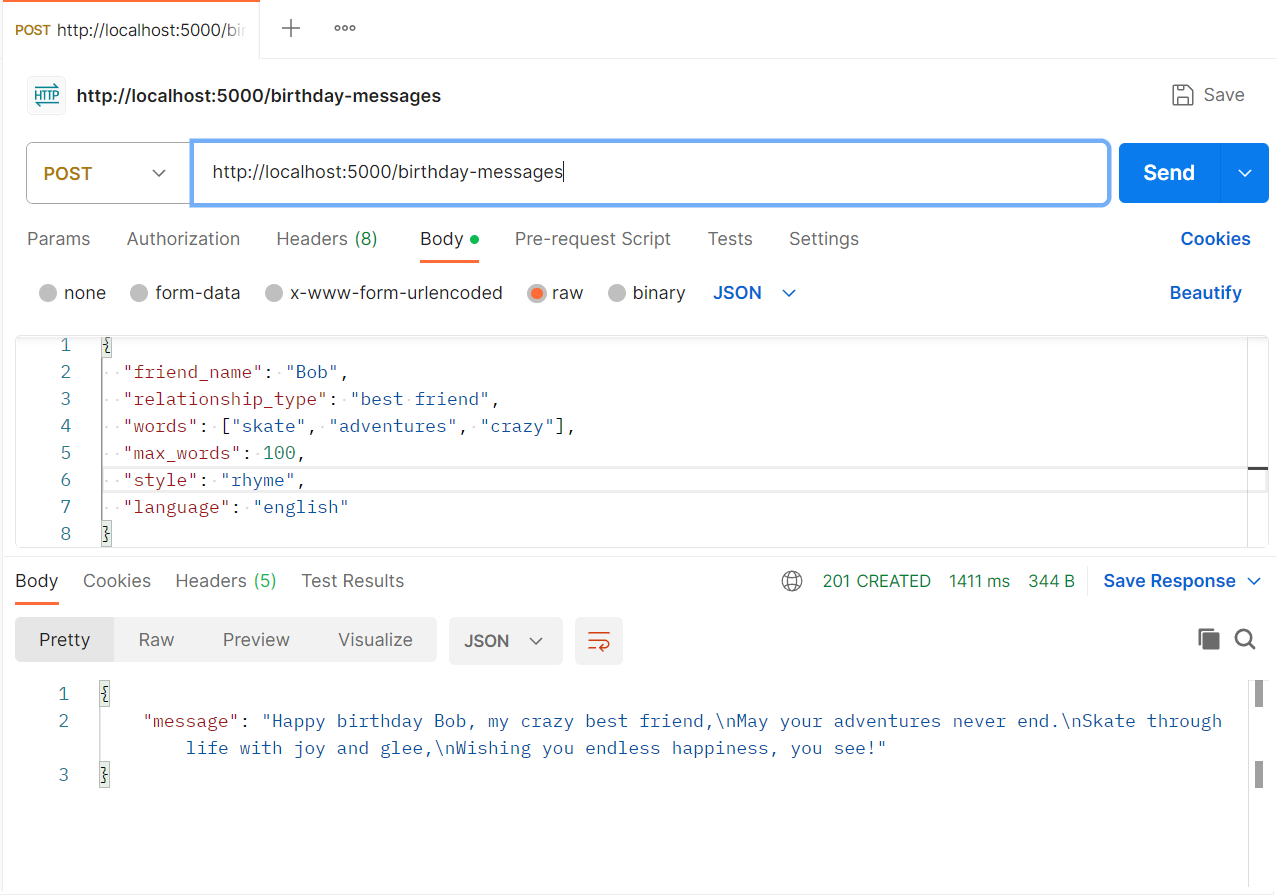 POST http://localhost:5000/bir
HTTP http://localhost:5000/birthday-messages Save
POST http://localhost:5000/birthday-messages Send
Params Authorization Headers (8) Body Pre-request Script Tests Settings Cookies
none form-data x-www-form-urlencoded raw binary JSON Beautify
1 {
2 "friend_name": "Bob",
3 "relationship_type": "best friend",
4 "words": ["skate", "adventures", "crazy"],
5 "max_words": 100,
6 "style": "rhyme",
7 "language": "english"
8 }
Body Cookies Headers (5) Test Results 201 CREATED 1411 ms 344 B Save Response
Pretty Raw Preview Visualize JSON
1 {
2 "message": "Happy birthday Bob, my crazy best friend,\nMay your adventures never end.\nSkate through
life with joy and glee,\nWishing you endless happiness, you see!"
3 }